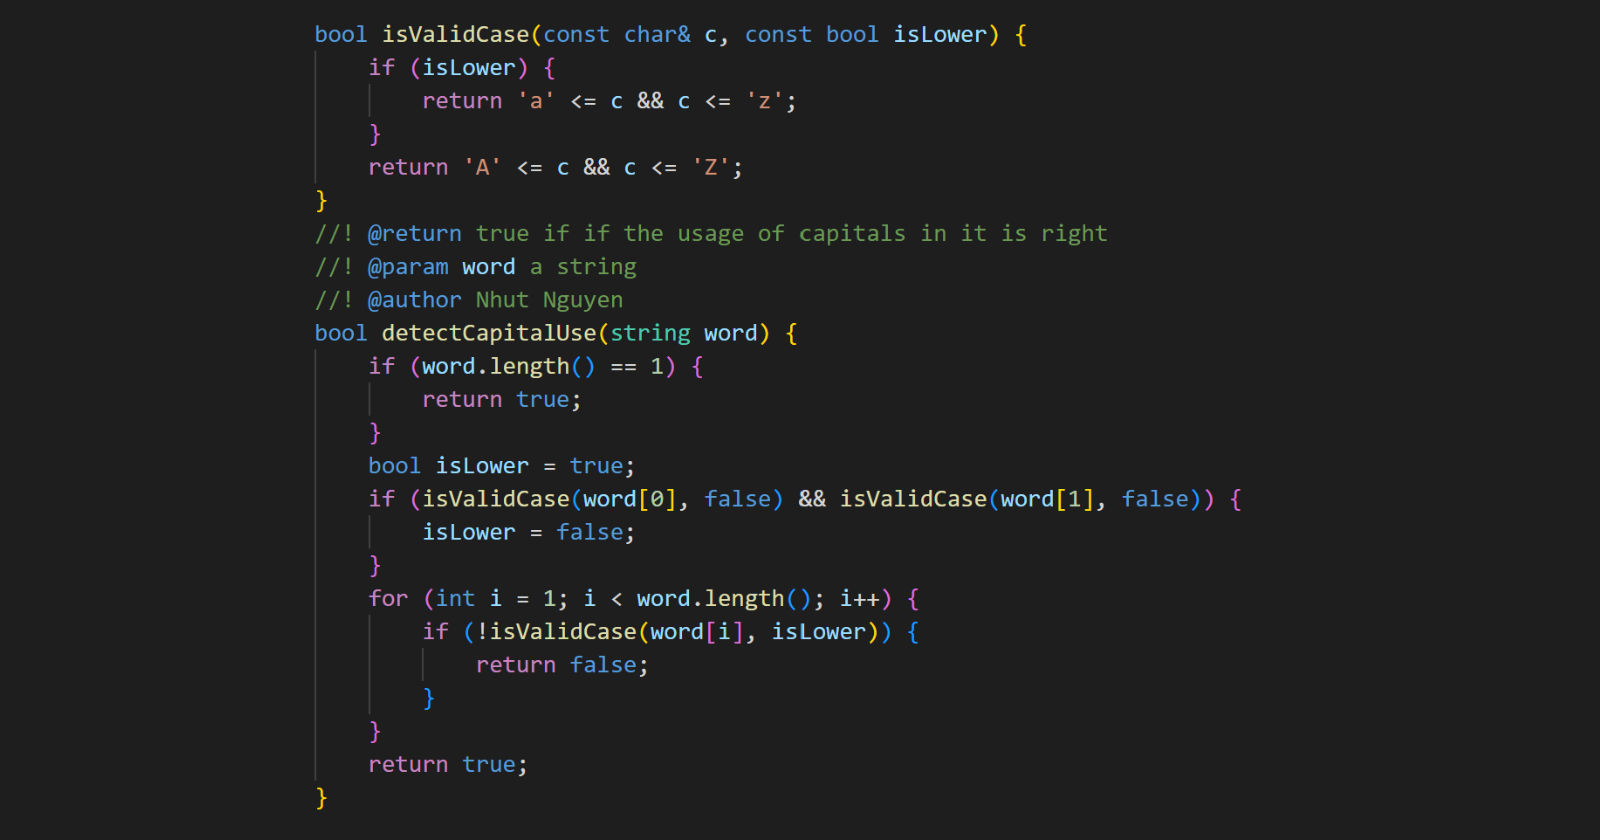 bool isValidCase(const char& c, const bool isLower) {
    if (isLower) {
        return 'a' <= c && c <= 'z';
    }
    return 'A' <= c && c <= 'Z';
}
//! @return true if if the usage of capitals in it is right
//! @param word a string
//! @author Nhut Nguyen
bool detectCapitalUse(string word) {
    if (word.length() == 1) {
        return true;
    }
    bool isLower = true;
    if (isValidCase(word[0], false) && isValidCase(word[1], false)) {
        isLower = false;
    }
    for (int i = 1; i < word.length(); i++) {
        if (!isValidCase(word[i], isLower)) {
            return false;
        }
    }
    return true;
}